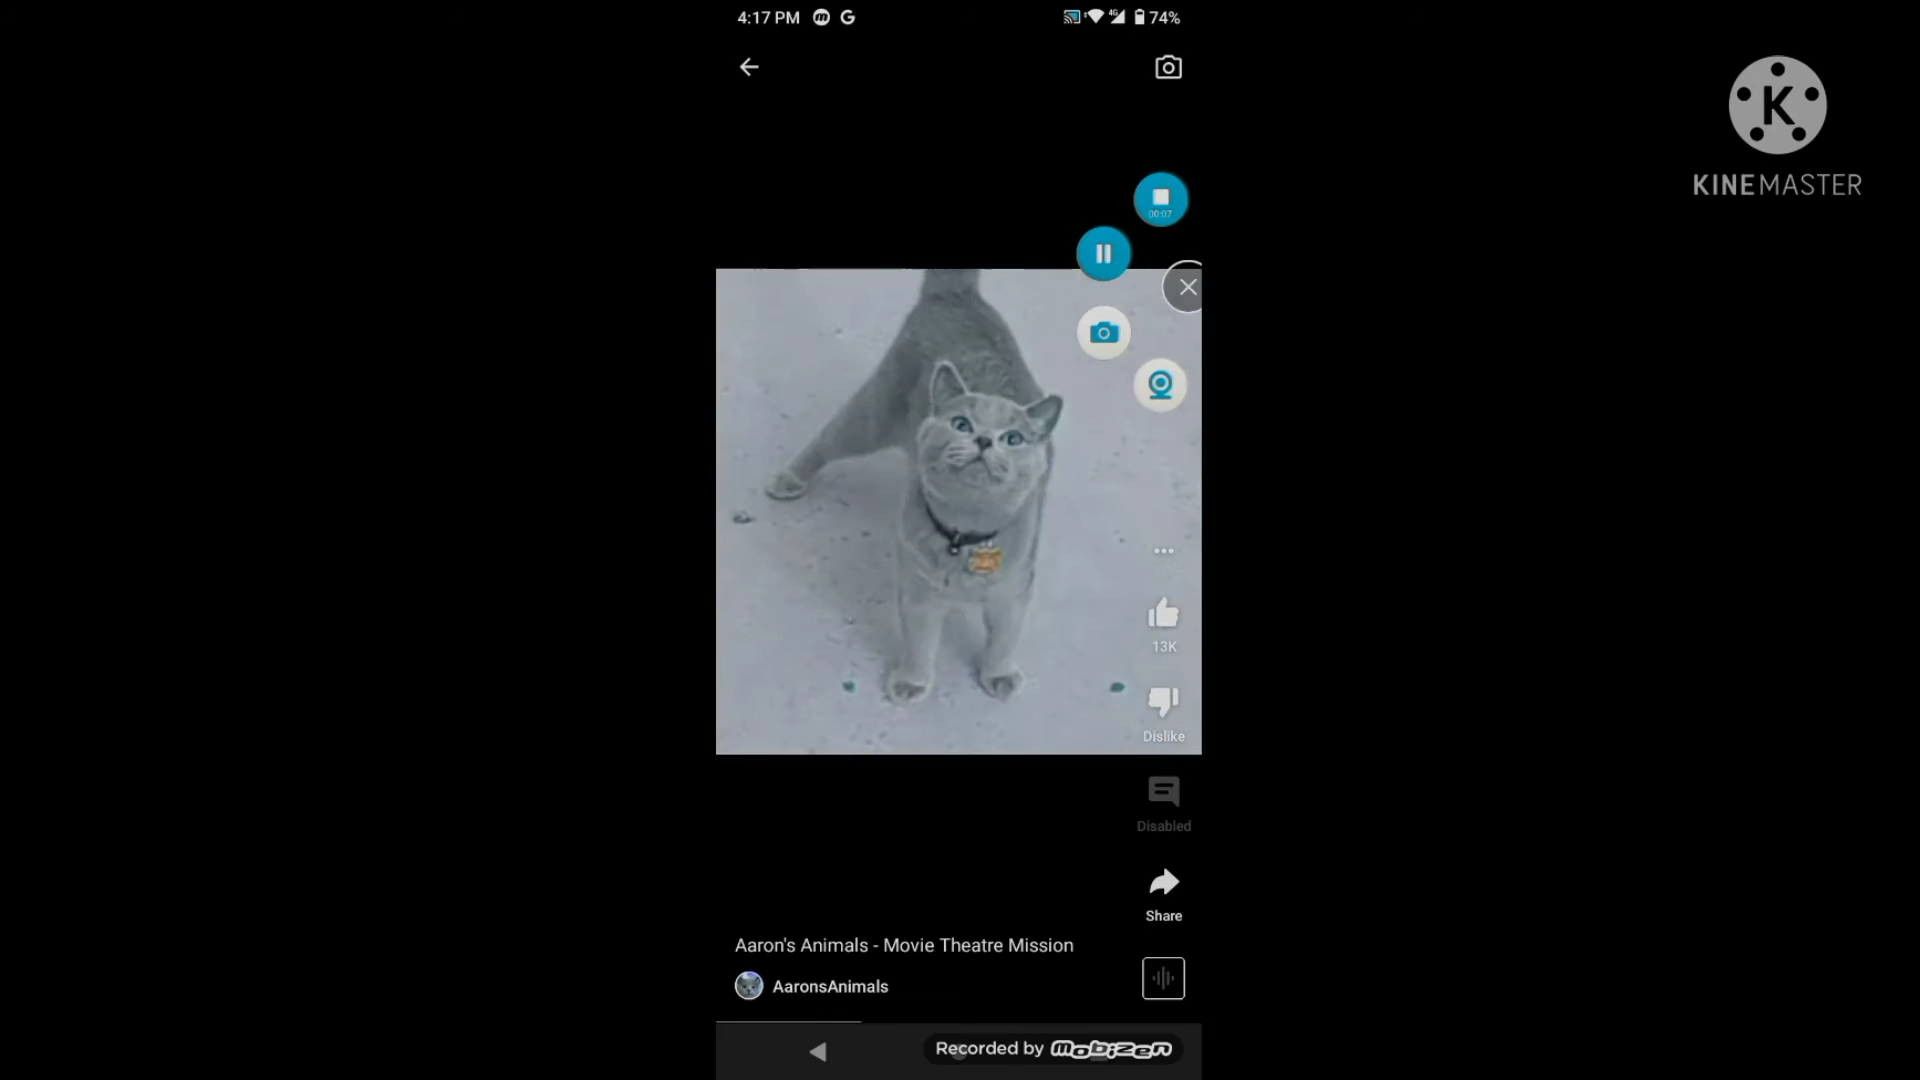 4:17 PM
4G
74%
K
KINEMASTER
00:07
13K
Dislike
Disabled
Share
Aaron's Animals - Movie Theatre Mission
AaronsAnimals
Recorded by mobizen